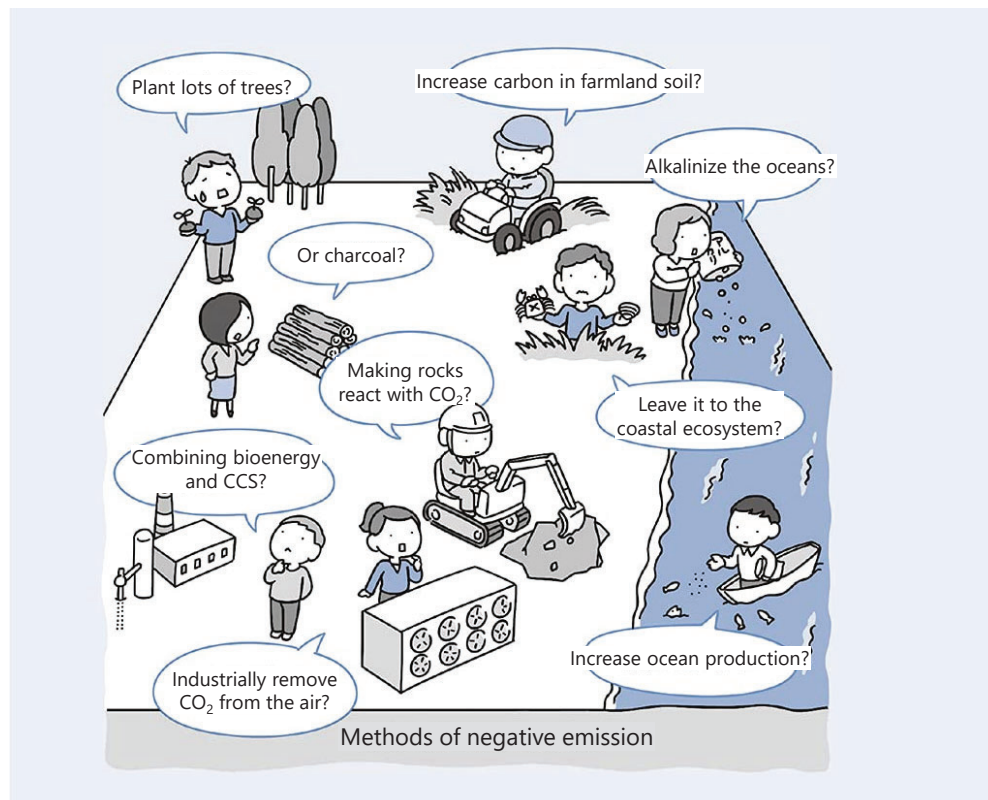 Plant lots of trees?
Increase carbon in farmland soil?
Alkalinize the oceans?
Or charcoal?
Making rocks
react with CO₂?
Leave it to the
coastal ecosystem?
Combining bioenergy
and CCS?
Increase ocean production?
Industrially remove
CO₂ from the air?
Methods of negative emission